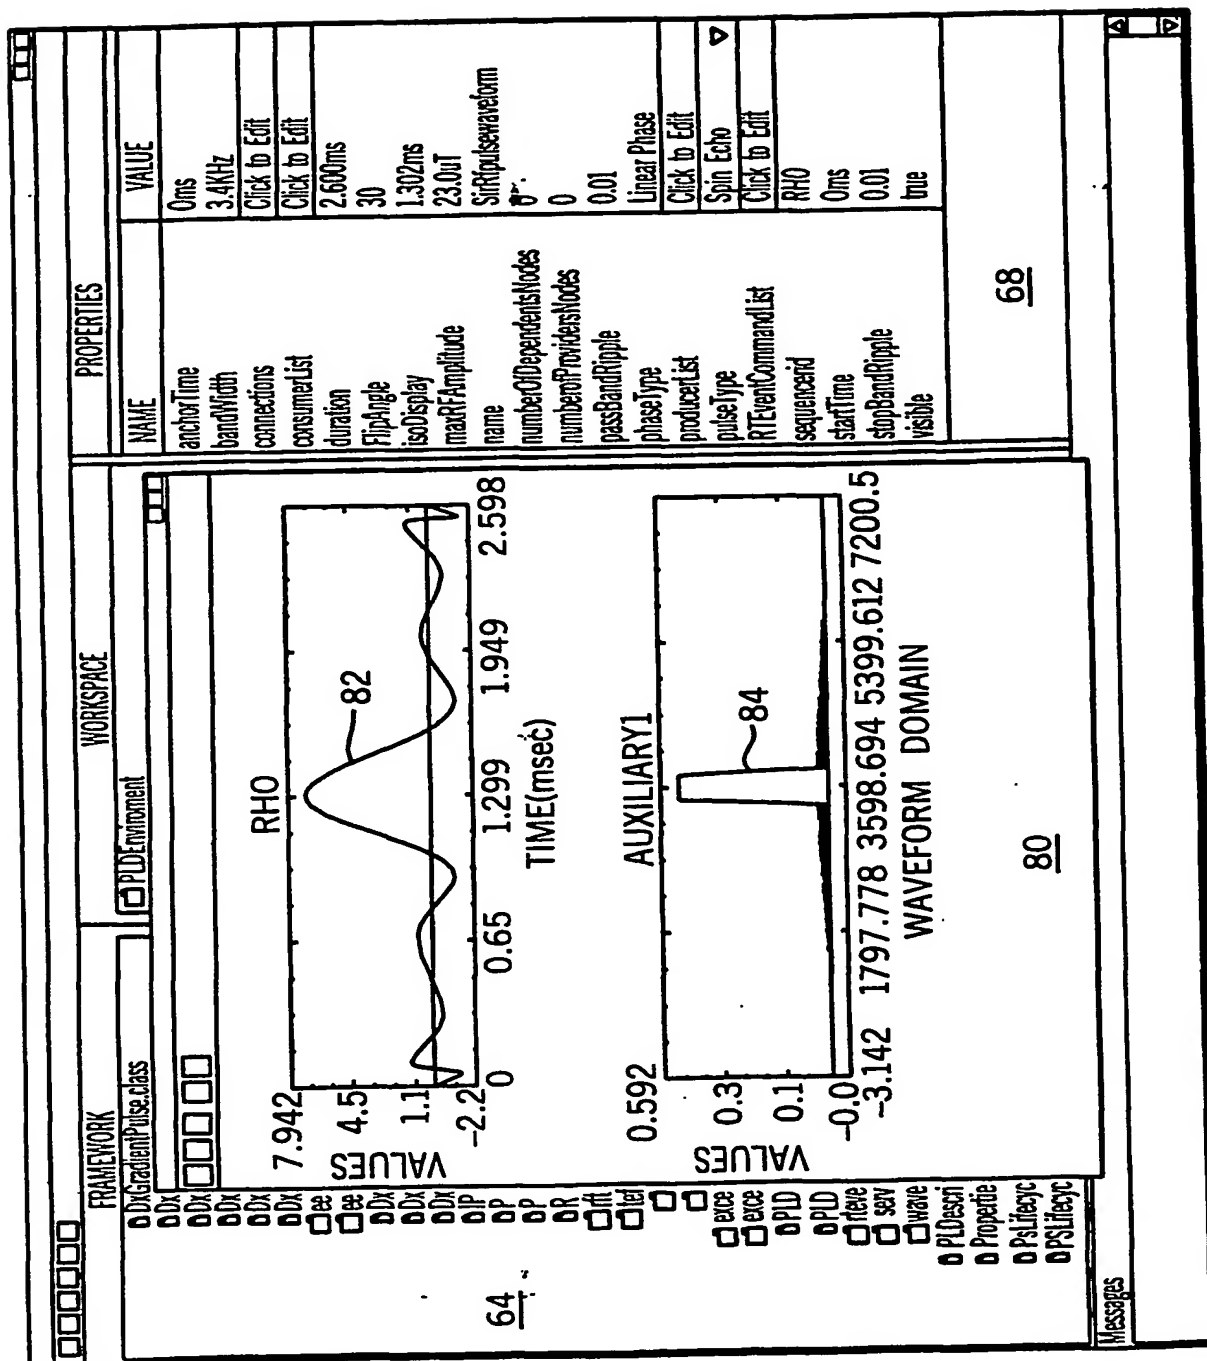 FRAMEWORK
WORKSPACE
PROPERTIES
DxGradientPulse.class
Dx
Dx
Dx
Dx
Dx
ee
ee
Dx
Dx
Dx
IP
P
P
R
rft
exce
exce
PLD
PLD
rteve
serv
wave
PLDescri
Propertie
PsLifecyc
PSLifecyc
64
PLDEnviroment
RHO
7.942
4.5
1.1
-2.2
VALUES
82
0 0.65 1.299 1.949 2.598
TIME(msec)
AUXILIARY1
0.592
0.3
0.1
-0.0
VALUES
84
-3.142 1797.778 3598.694 5399.612 7200.5
WAVEFORM DOMAIN
80
NAME VALUE
anchorTime 0ms
bandWidth 3.4KHz
connections Click to Edit
consumerList Click to Edit
duration 2.600ms
FlipAngle 30
isoDisplay 1.302ms
maxRFAmplitude 23.0uT
name SirRfpulsewaveform
numberOfDependentsNodes 0
numberofProvidersNodes 0
passBandRipple 0.01
phaseType Linear Phase
producerList Click to Edit
pulseType Spin Echo
RTEventCommandList Click to Edit
sequencerid RHO
startTime 0ms
stopBandRipple 0.01
visible true
68
Messages